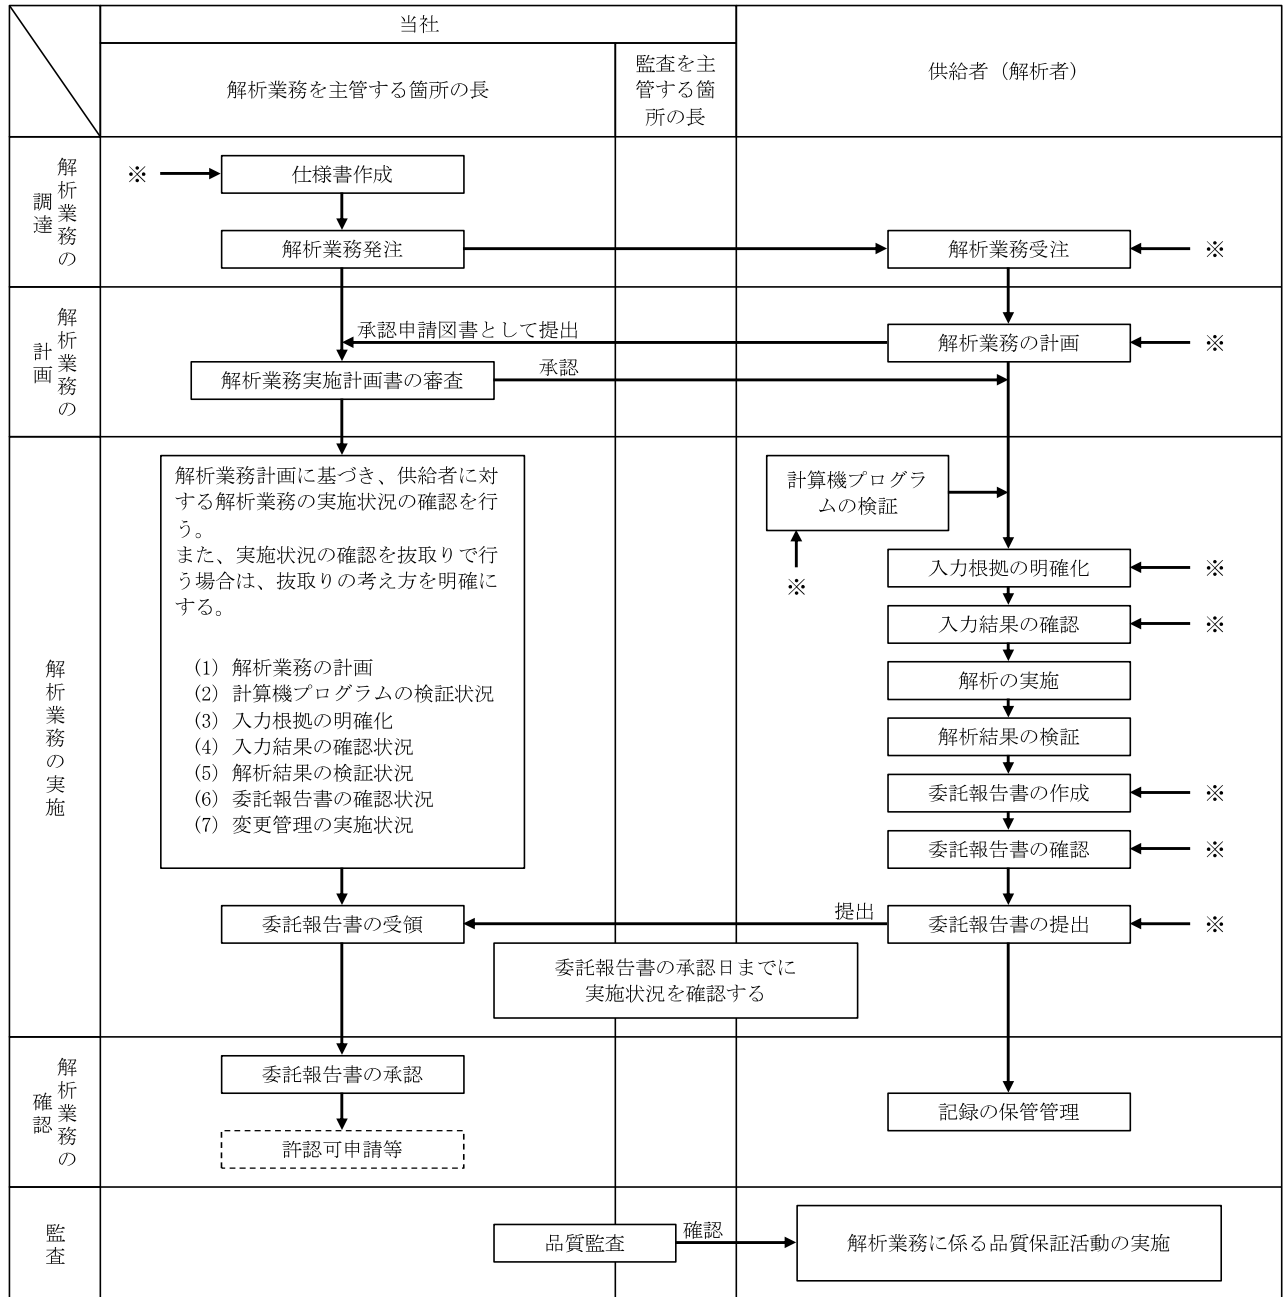 当社
解析業務を主管する箇所の長
監査を主
管する箇
所の長
供給者（解析者）
解析業務の
調達
※
仕様書作成
解析業務発注
解析業務受注
※
解析業務の
計画
承認申請図書として提出
解析業務の計画
※
解析業務実施計画書の審査
承認
解析業務の実施
解析業務計画に基づき、供給者に対
する解析業務の実施状況の確認を行
う。
また、実施状況の確認を抜取りで行
う場合は、抜取りの考え方を明確に
する。
(1) 解析業務の計画
(2) 計算機プログラムの検証状況
(3) 入力根拠の明確化
(4) 入力結果の確認状況
(5) 解析結果の検証状況
(6) 委託報告書の確認状況
(7) 変更管理の実施状況
計算機プログラ
ムの検証
※
入力根拠の明確化
※
入力結果の確認
※
解析の実施
解析結果の検証
委託報告書の作成
※
委託報告書の確認
※
委託報告書の受領
提出
委託報告書の提出
※
委託報告書の承認日までに
実施状況を確認する
解析業務の
確認
委託報告書の承認
記録の保管管理
許認可申請等
監査
品質監査
確認
解析業務に係る品質保証活動の実施